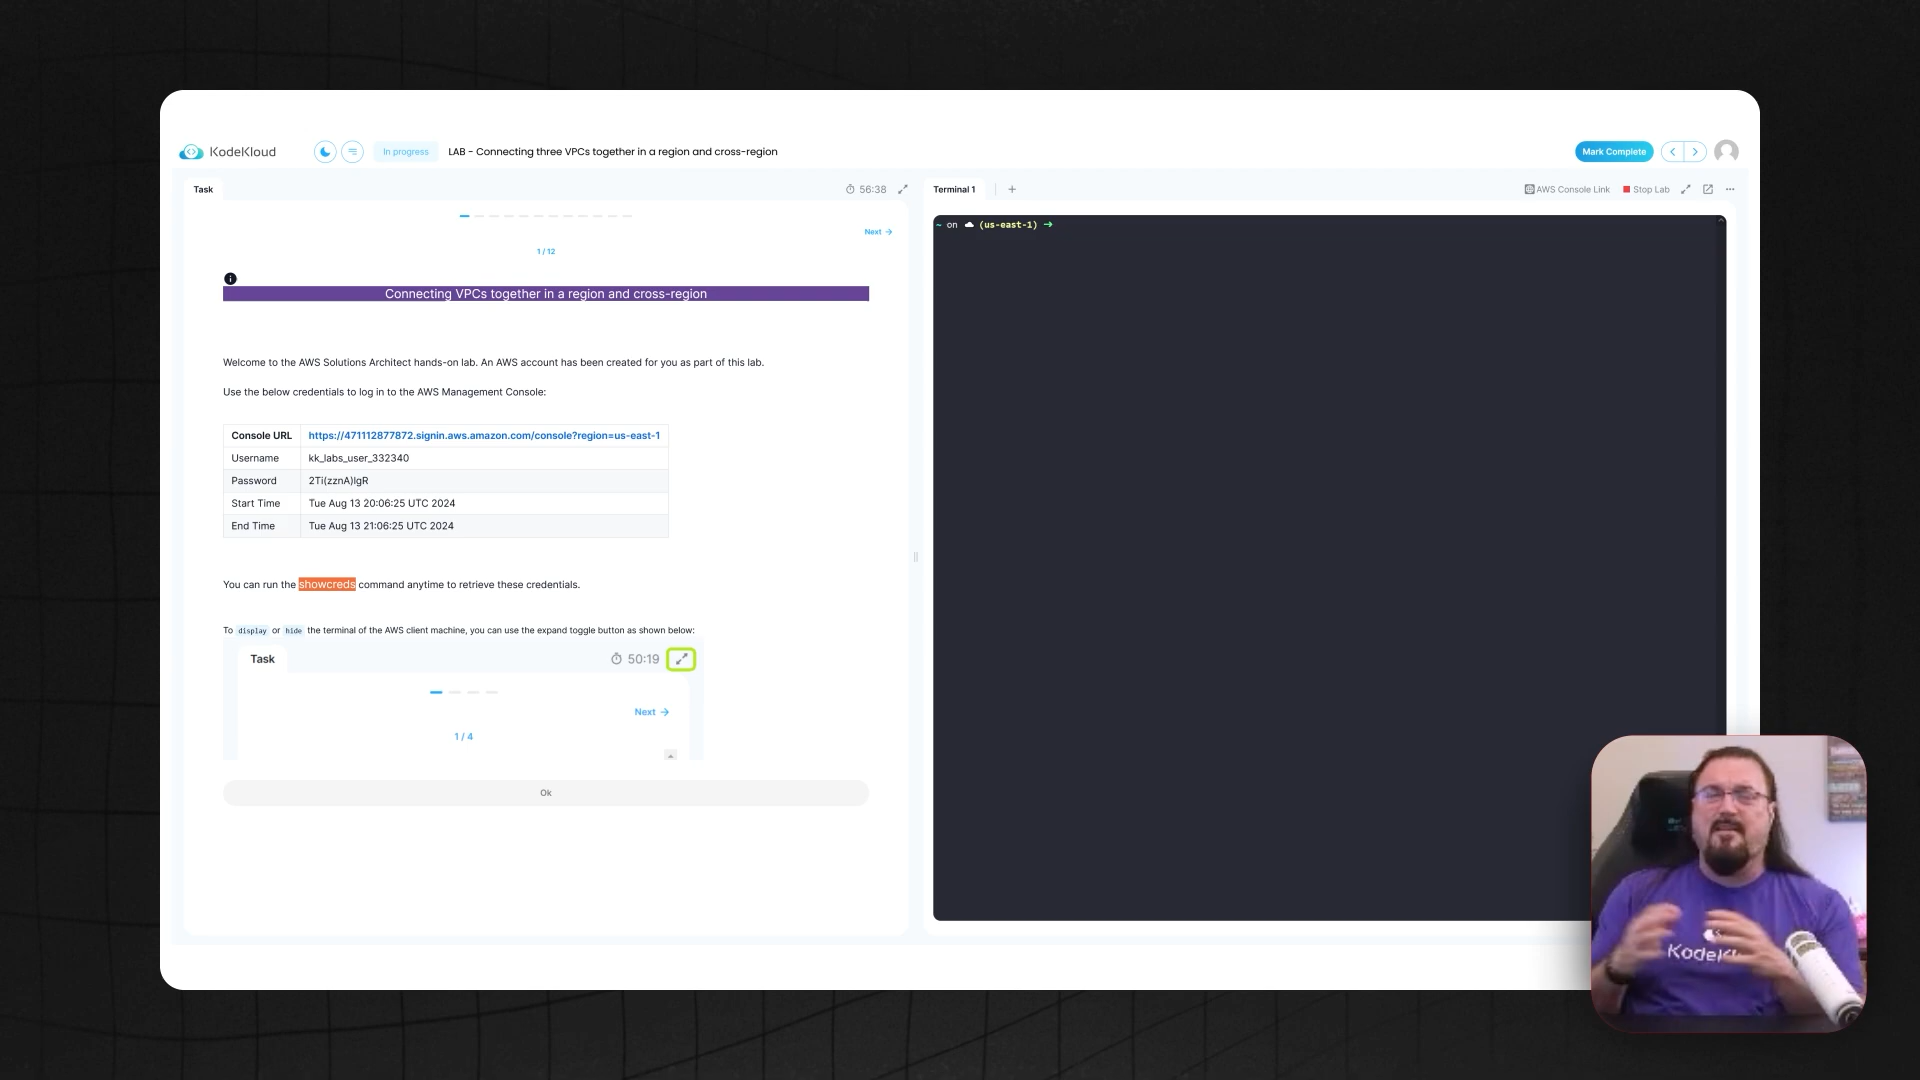 KodeKloud
In progress
LAB - Connecting three VPCs together in a region and cross-region
Mark Complete
Task
56:38
Next →
1 / 12
Connecting VPCs together in a region and cross-region
Welcome to the AWS Solutions Architect hands-on lab. An AWS account has been created for you as part of this lab.
Use the below credentials to log in to the AWS Management Console:
Console URL https://471112877872.signin.aws.amazon.com/console?region=us-east-1
Username kk_labs_user_332340
Password 2Ti(zznA)lgR
Start Time Tue Aug 13 20:06:25 UTC 2024
End Time Tue Aug 13 21:06:25 UTC 2024
You can run the showcreds command anytime to retrieve these credentials.
To display or hide the terminal of the AWS client machine, you can use the expand toggle button as shown below:
Task
50:19
Next →
1 / 4
Ok
Terminal 1
+
AWS Console Link
Stop Lab
~ on (us-east-1) →